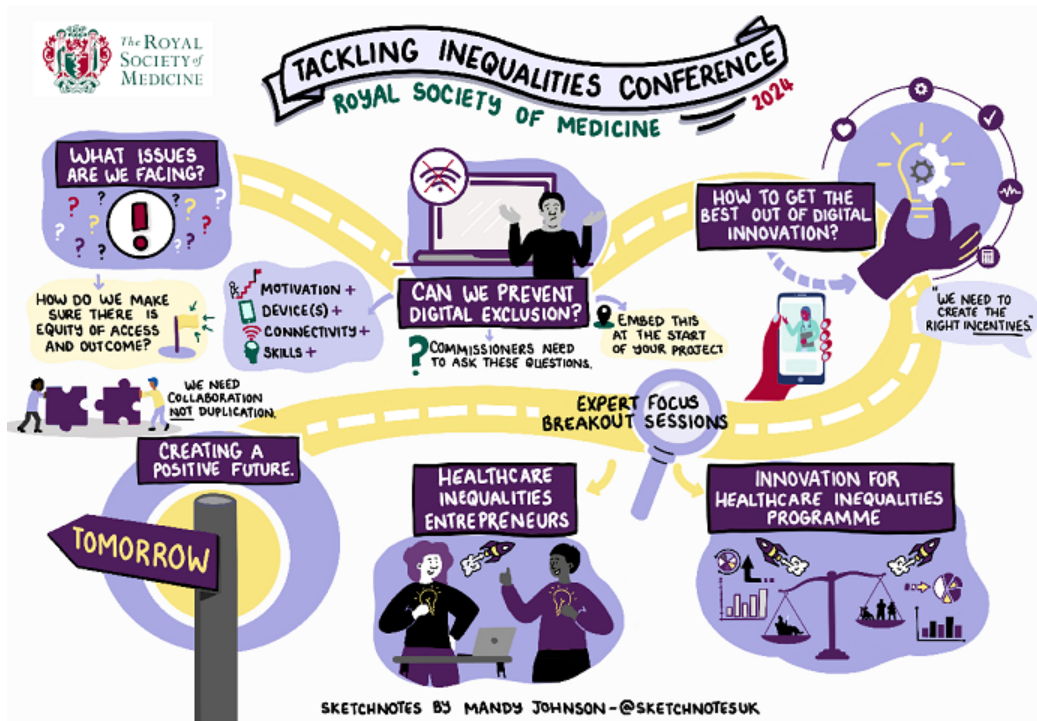 The ROYAL
SOCIETY of
MEDICINE
TACKLING INEQUALITIES CONFERENCE
ROYAL SOCIETY OF MEDICINE 2024
WHAT ISSUES
ARE WE FACING?
HOW DO WE MAKE
SURE THERE IS
EQUITY OF ACCESS
AND OUTCOME?
MOTIVATION +
DEVICE(S) +
CONNECTIVITY +
SKILLS +
CAN WE PREVENT
DIGITAL EXCLUSION?
COMMISSIONERS NEED
TO ASK THESE QUESTIONS.
EMBED THIS
AT THE START
OF YOUR PROJECT
HOW TO GET THE
BEST OUT OF DIGITAL
INNOVATION?
"WE NEED TO
CREATE THE
RIGHT INCENTIVES."
WE NEED
COLLABORATION
NOT DUPLICATION.
EXPERT FOCUS
BREAKOUT SESSIONS
CREATING A
POSITIVE FUTURE.
TOMORROW
HEALTHCARE
INEQUALITIES
ENTREPRENEURS
INNOVATION FOR
HEALTHCARE INEQUALITIES
PROGRAMME
SKETCHNOTES BY MANDY JOHNSON-@SKETCHNOTESUK